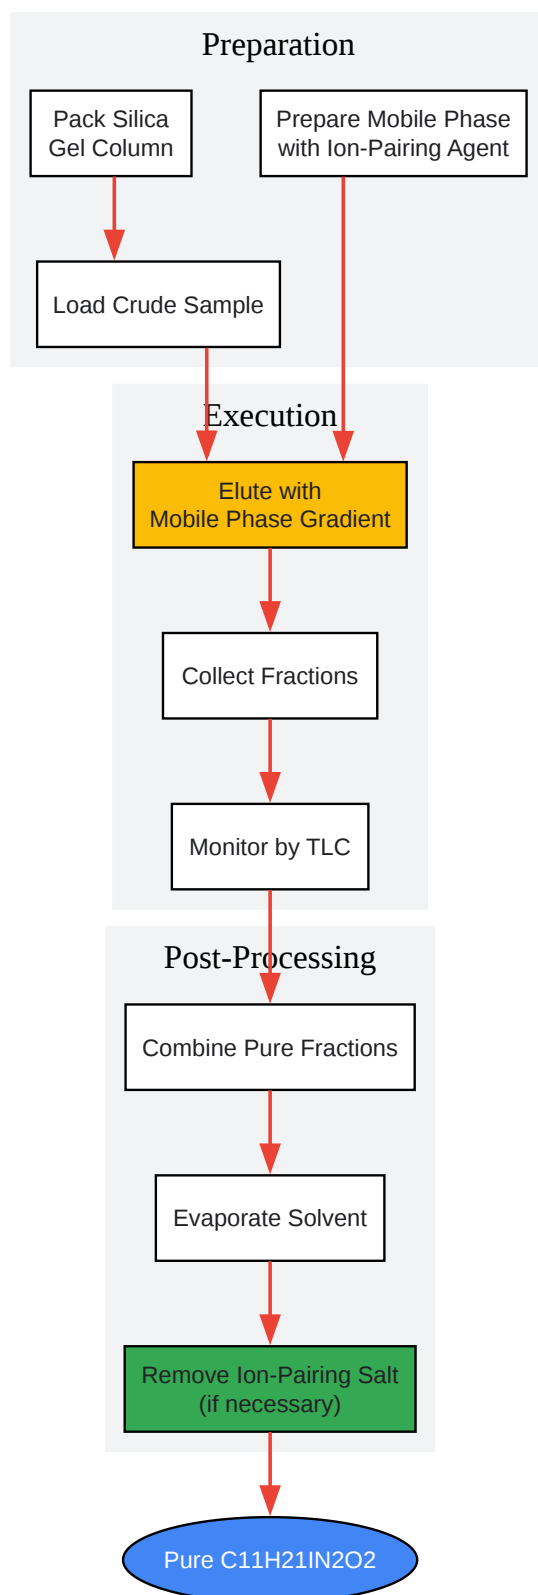 Preparation
Pack Silica
Gel Column
Prepare Mobile Phase
with Ion-Pairing Agent
Load Crude Sample
Execution
Elute with
Mobile Phase Gradient
Collect Fractions
Monitor by TLC
Post-Processing
Combine Pure Fractions
Evaporate Solvent
Remove Ion-Pairing Salt
(if necessary)
Pure C11H21IN2O2